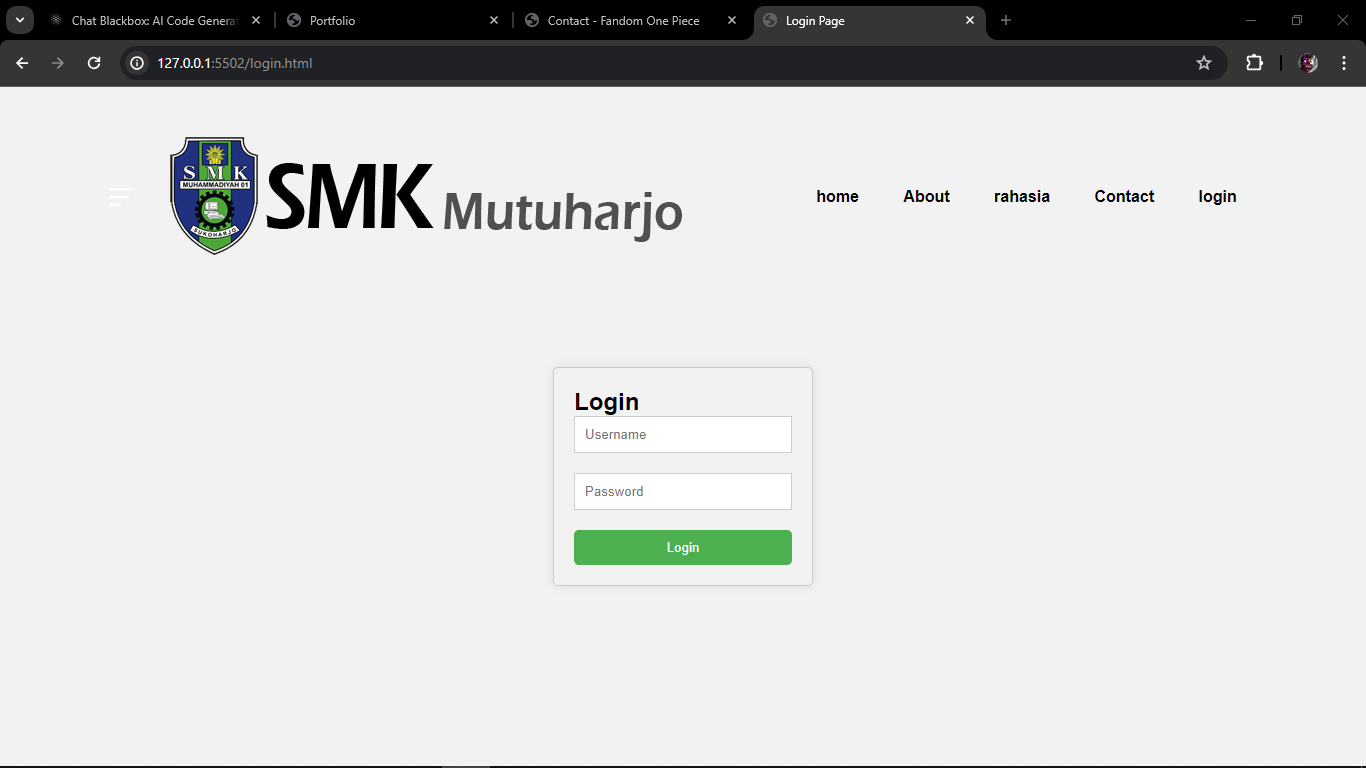 Chat Blackbox: AI Code Generat
Portfolio
Contact - Fandom One Piece
Login Page
127.0.0.1:5502/login.html
SMK
MUHAMMADIYAH 01
SUKOHARJO
SMK Mutuharjo
home
About
rahasia
Contact
login
Login
Username
Password
Login